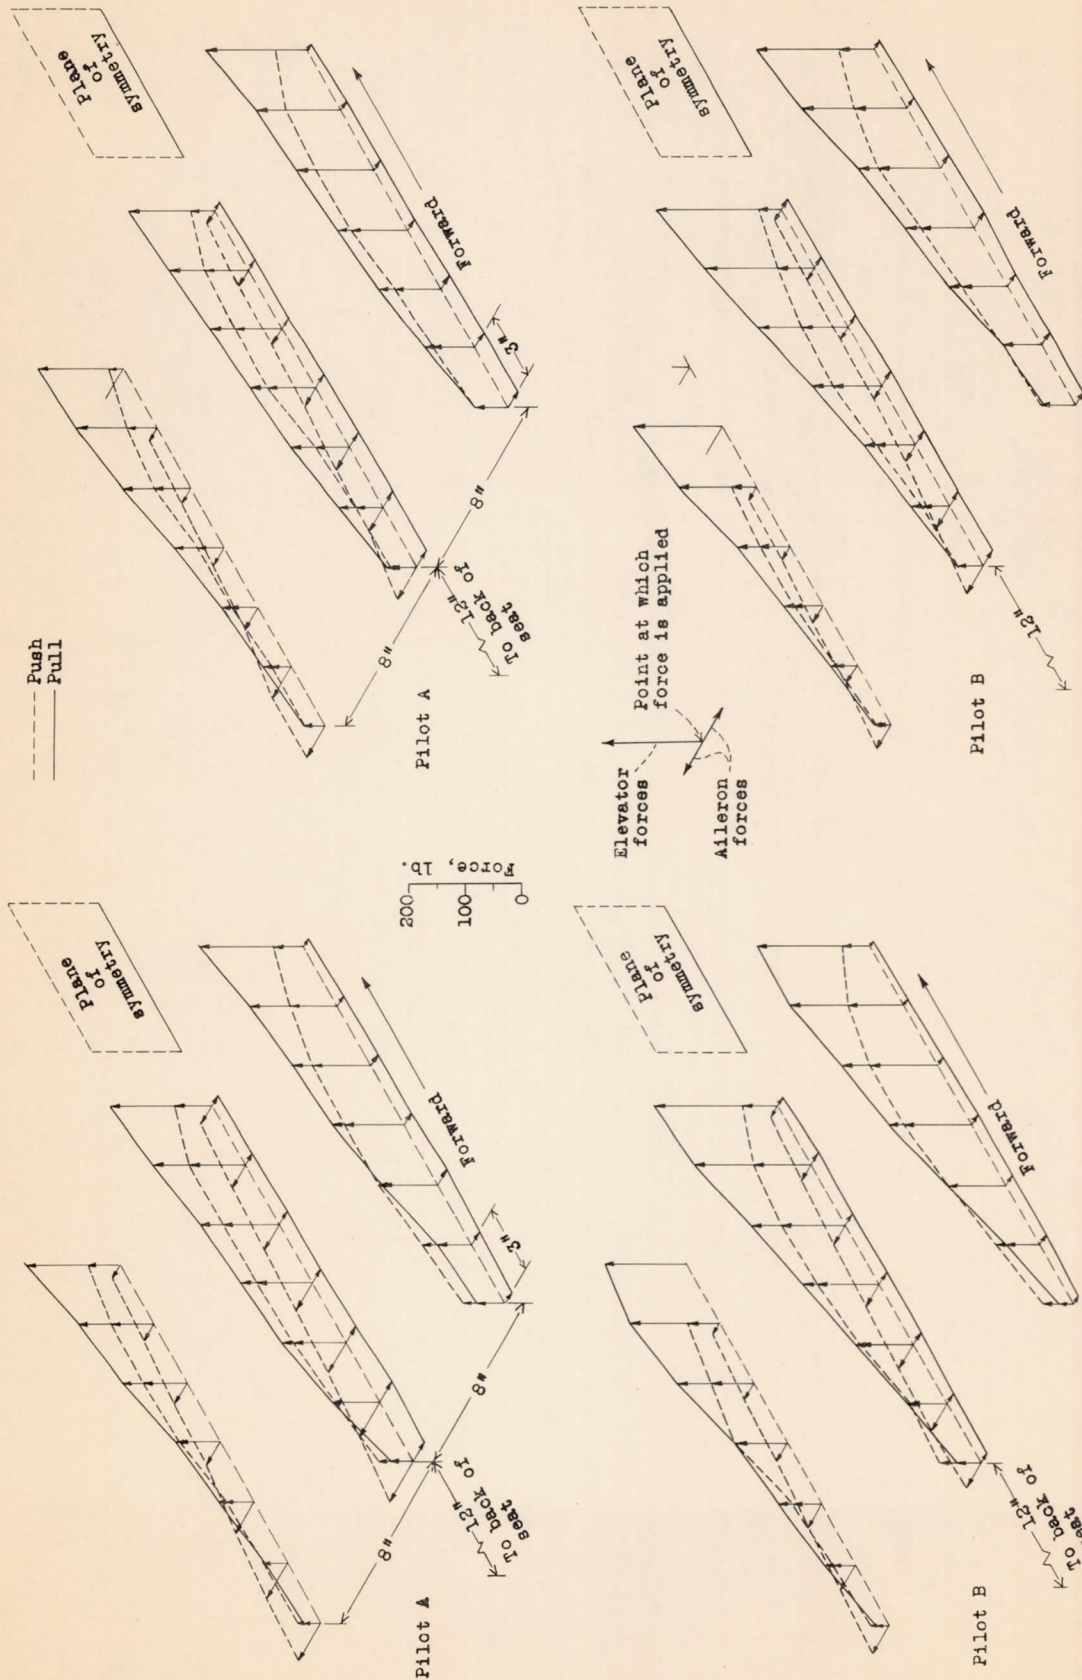 Push
Pull
Plane
of
symmetry
Forward
3"
8"
8"
12"
To back of
seat
Pilot A
Plane
of
symmetry
Forward
12"
Pilot B
Elevator
forces
Point at which
force is applied
Aileron
forces
200
100
0
Force, lb.
Plane
of
symmetry
Forward
3"
8"
8"
12"
To back of
seat
Pilot A
Plane
of
symmetry
Forward
12"
To back of
seat
Pilot B